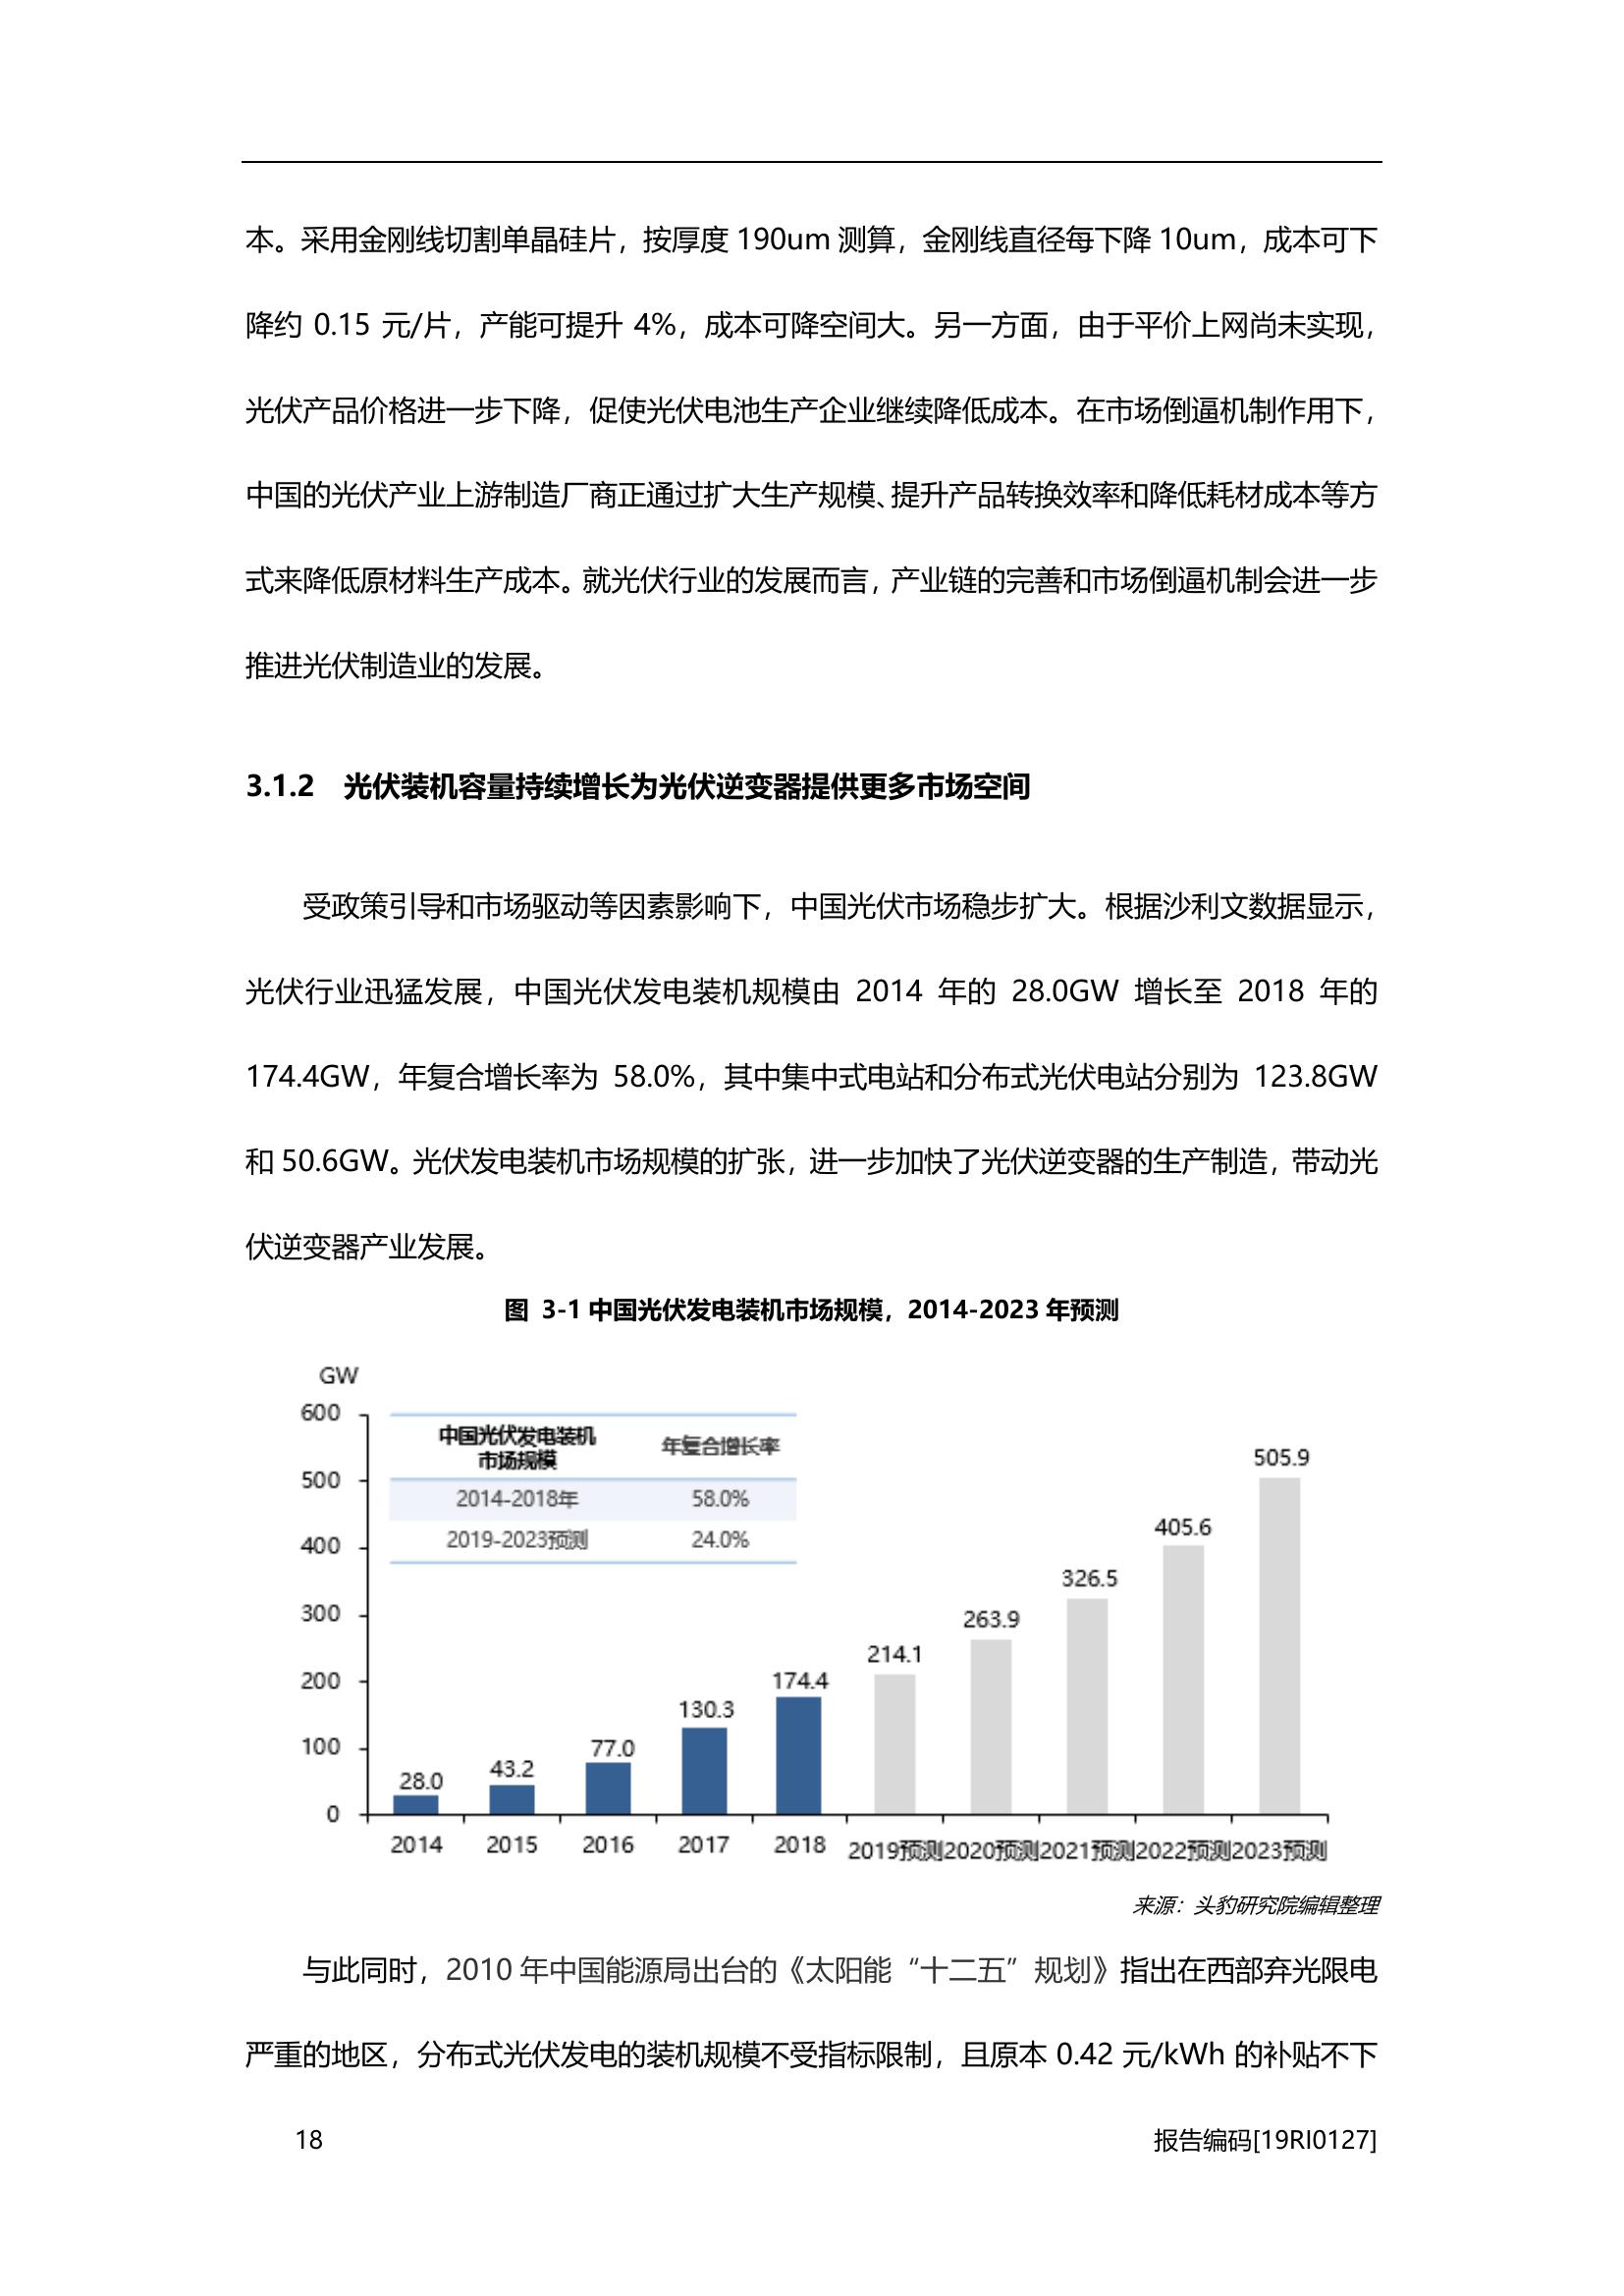 本。采用金刚线切割单晶硅片，按厚度 190um 测算，金刚线直径每下降 10um，成本可下
降约 0.15 元/片，产能可提升 4%，成本可降空间大。另一方面，由于平价上网尚未实现，
光伏产品价格进一步下降，促使光伏电池生产企业继续降低成本。在市场倒逼机制作用下，
中国的光伏产业上游制造厂商正通过扩大生产规模、提升产品转换效率和降低耗材成本等方
式来降低原材料生产成本。就光伏行业的发展而言，产业链的完善和市场倒逼机制会进一步
推进光伏制造业的发展。
3.1.2 光伏装机容量持续增长为光伏逆变器提供更多市场空间
受政策引导和市场驱动等因素影响下，中国光伏市场稳步扩大。根据沙利文数据显示，
光伏行业迅猛发展，中国光伏发电装机规模由 2014 年的 28.0GW 增长至 2018 年的
174.4GW，年复合增长率为 58.0%，其中集中式电站和分布式光伏电站分别为 123.8GW
和 50.6GW。光伏发电装机市场规模的扩张，进一步加快了光伏逆变器的生产制造，带动光
伏逆变器产业发展。
图 3-1 中国光伏发电装机市场规模，2014-2023 年预测
GW
600
500
400
300
200
100
0
中国光伏发电装机
市场规模
年复合增长率
2014-2018年 58.0%
2019-2023预测 24.0%
28.0
43.2
77.0
130.3
174.4
214.1
263.9
326.5
405.6
505.9
2014 2015 2016 2017 2018 2019预测 2020预测 2021预测 2022预测 2023预测
来源：头豹研究院编辑整理
与此同时，2010 年中国能源局出台的《太阳能“十二五”规划》指出在西部弃光限电
严重的地区，分布式光伏发电的装机规模不受指标限制，且原本 0.42 元/kWh 的补贴不下
18 报告编码[19RI0127]